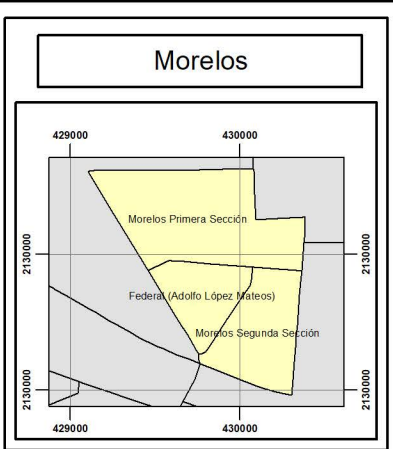 Morelos
429000
430000
2130000
2130000
Morelos Primera Sección
Federal (Adolfo López Mateos)
Morelos Segunda Sección
2130000
2130000
429000
430000